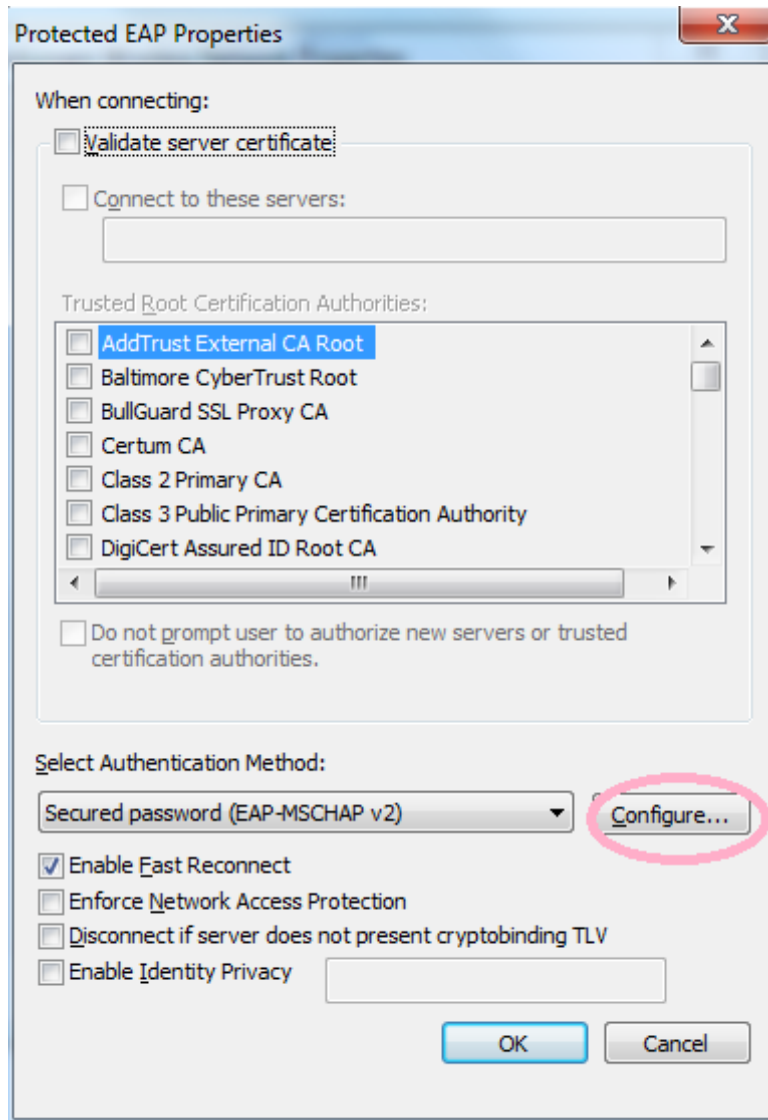 Protected EAP Properties
When connecting:
Validate server certificate
Connect to these servers:
Trusted Root Certification Authorities:
AddTrust External CA Root
Baltimore CyberTrust Root
BullGuard SSL Proxy CA
Certum CA
Class 2 Primary CA
Class 3 Public Primary Certification Authority
DigiCert Assured ID Root CA
Do not prompt user to authorize new servers or trusted
certification authorities.
Select Authentication Method:
Secured password (EAP-MSCHAP v2) Configure...
Enable Fast Reconnect
Enforce Network Access Protection
Disconnect if server does not present cryptobinding TLV
Enable Identity Privacy
OK Cancel